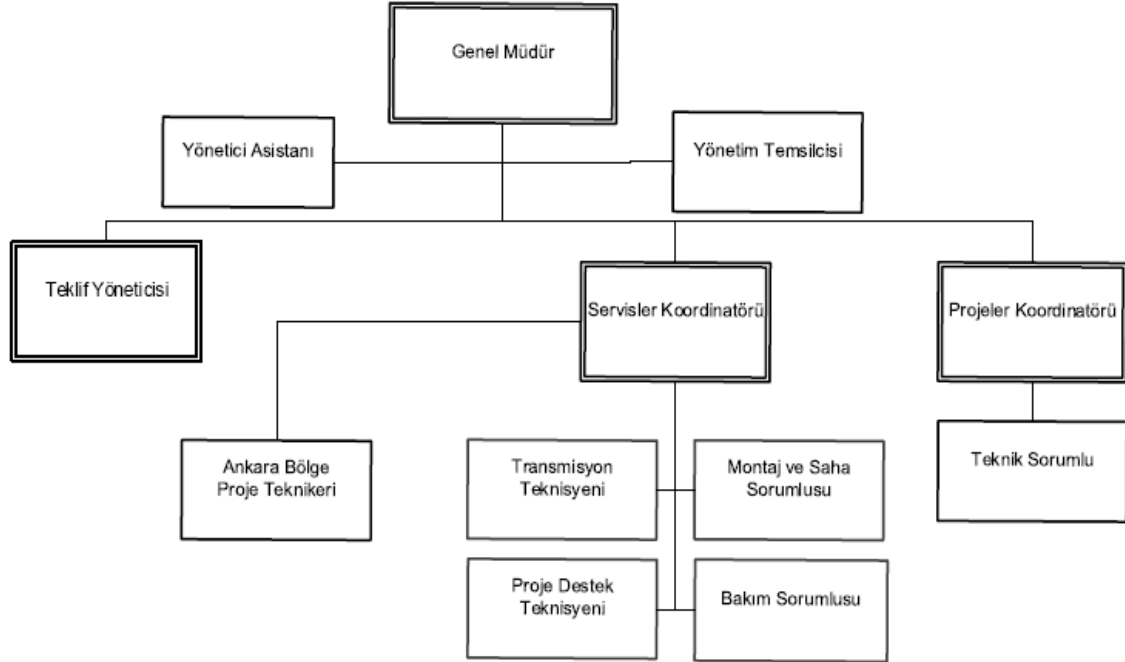 Genel Müdür
Yönetici Asistanı
Yönetim Temsilcisi
Teklif Yöneticisi
Servisler Koordinatörü
Projeler Koordinatörü
Ankara Bölge
Proje Teknikeri
Transmisyon
Teknisyeni
Montaj ve Saha
Sorumlusu
Teknik Sorumlu
Proje Destek
Teknisyeni
Bakım Sorumlusu